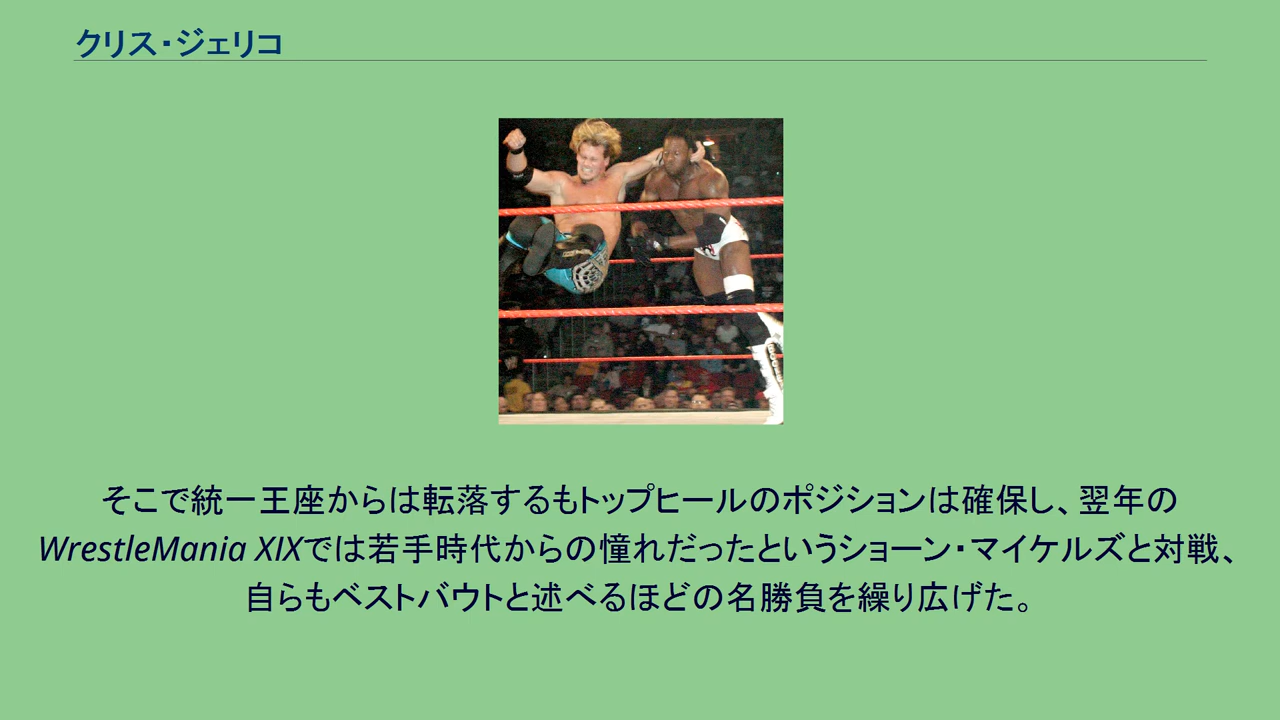 クリス・ジェリコ
そこで統一王座からは転落するもトップヒールのポジションは確保し、翌年の
WrestleMania XIXでは若手時代からの憧れだったというショーン・マイケルズと対戦、
自らもベストバウトと述べるほどの名勝負を繰り広げた。